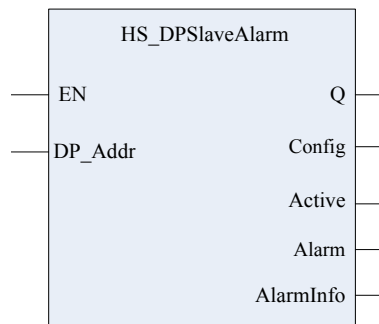 HS_DPSlaveAlarm
EN
Q
DP_Addr
Config
Active
Alarm
AlarmInfo